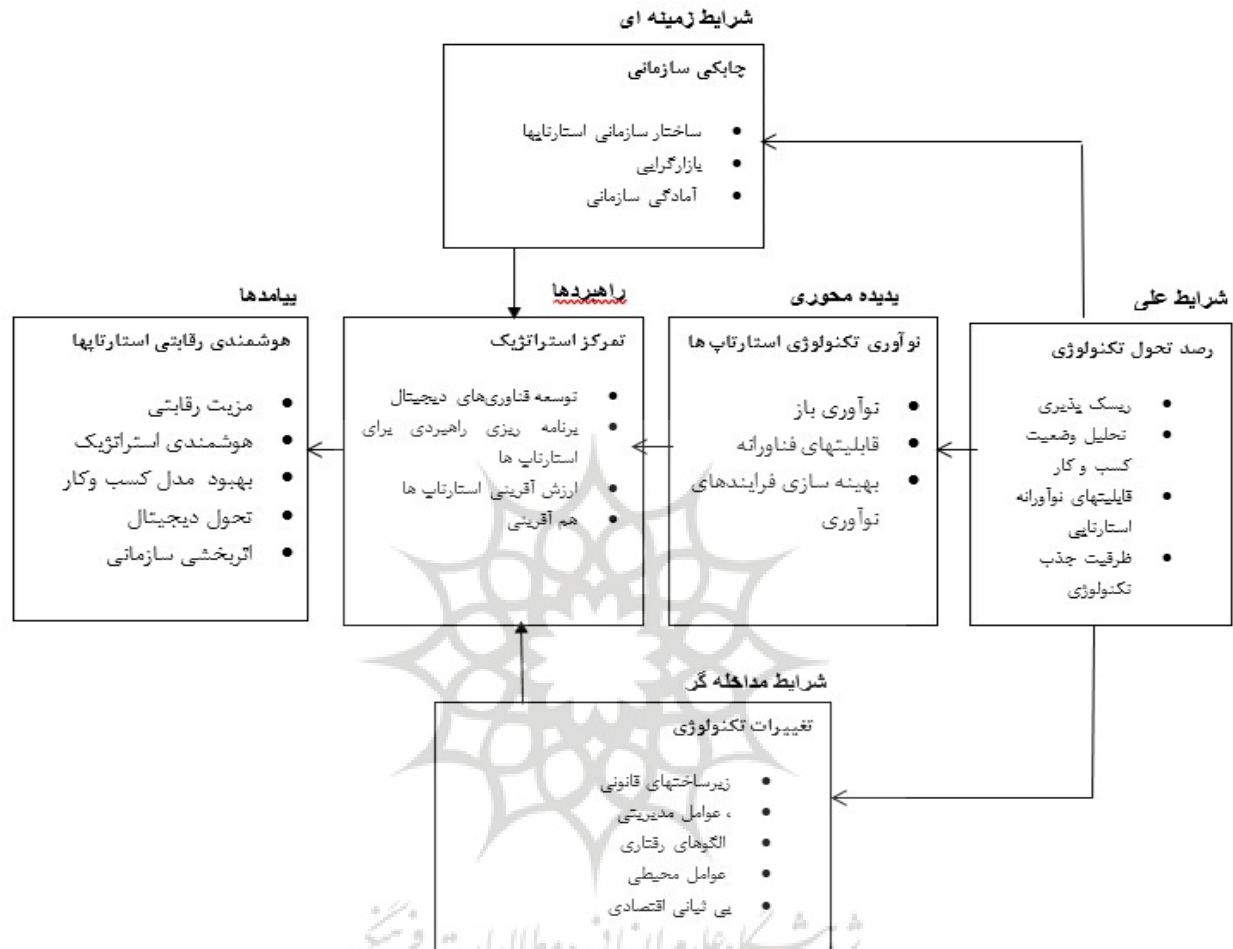 شرایط زمینه ای
چابکی سازمانی
• ساختار سازمانی استارتاپها
• بازارگرایی
• آمادگی سازمانی
شرایط علی
رصد تحول تکنولوژی
• ریسک پذیری
• تحلیل وضعیت
کسب و کار
• قابلیتهای نوآورانه
استارتاپی
• ظرفیت جذب
تکنولوژی
پدیده محوری
نوآوری تکنولوژی استارتاپ ها
• نوآوری باز
• قابلیتهای فناورانه
• بهینه سازی فرایندهای
نوآوری
راهبردها
تمرکز استراتژیک
• توسعه فناوری‌های دیجیتال
• برنامه ریزی راهبردی برای
استارتاپ ها
• ارزش آفرینی استارتاپ ها
• هم آفرینی
پیامدها
هوشمندی رقابتی استارتاپها
• مزیت رقابتی
• هوشمندی استراتژیک
• بهبود مدل کسب وکار
• تحول دیجیتال
• اثربخشی سازمانی
شرایط مداخله گر
تغییرات تکنولوژی
• زیرساختهای قانونی
• ، عوامل مدیریتی
• الگوهای رفتاری
• عوامل محیطی
• بی ثباتی اقتصادی